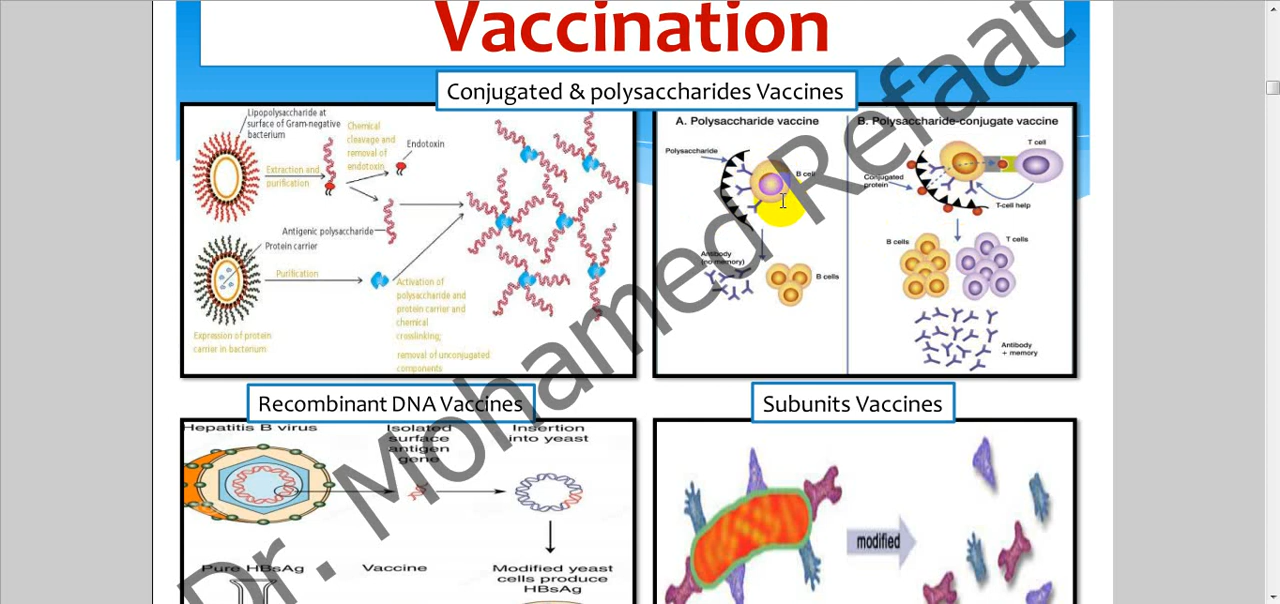 Vaccination
Conjugated & polysaccharides Vaccines
Lipopolysaccharide at
surface of Gram-negative
bacterium
Chemical
cleavage and
removal of
endotoxin
Endotoxin
Extraction and
purification
Antigenic polysaccharide
Protein carrier
Purification
Activation of
polysaccharide and
protein carrier and
chemical
crosslinking;
removal of unconjugated
components
Expression of protein
carrier in bacterium
A. Polysaccharide vaccine
Polysaccharide
B cell
Antibody
(no memory)
B cells
B. Polysaccharide-conjugate vaccine
T cell
Conjugated
protein
T-cell help
B cells
T cells
Antibody
+ memory
Recombinant DNA Vaccines
Hepatitis B virus
Isolated
surface
antigen
gene
Insertion
into yeast
Pure HBsAg
Vaccine
Modified yeast
cells produce
HBsAg
Subunits Vaccines
modified
Dr. Mohamed Refaat